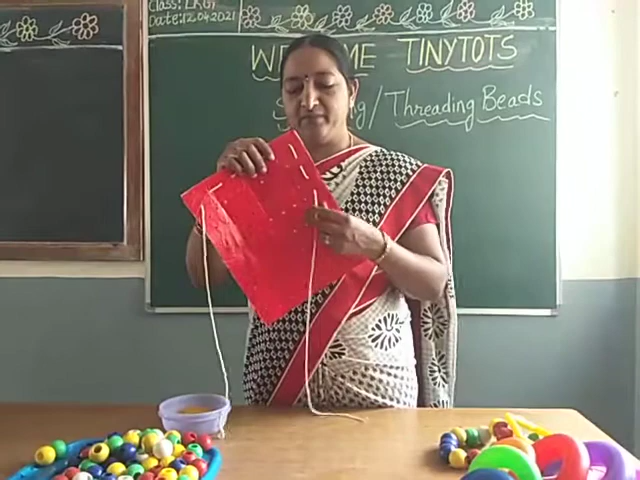 Class: LKG
Date: 12.04.2021
TINYTOTS
Threading Beads